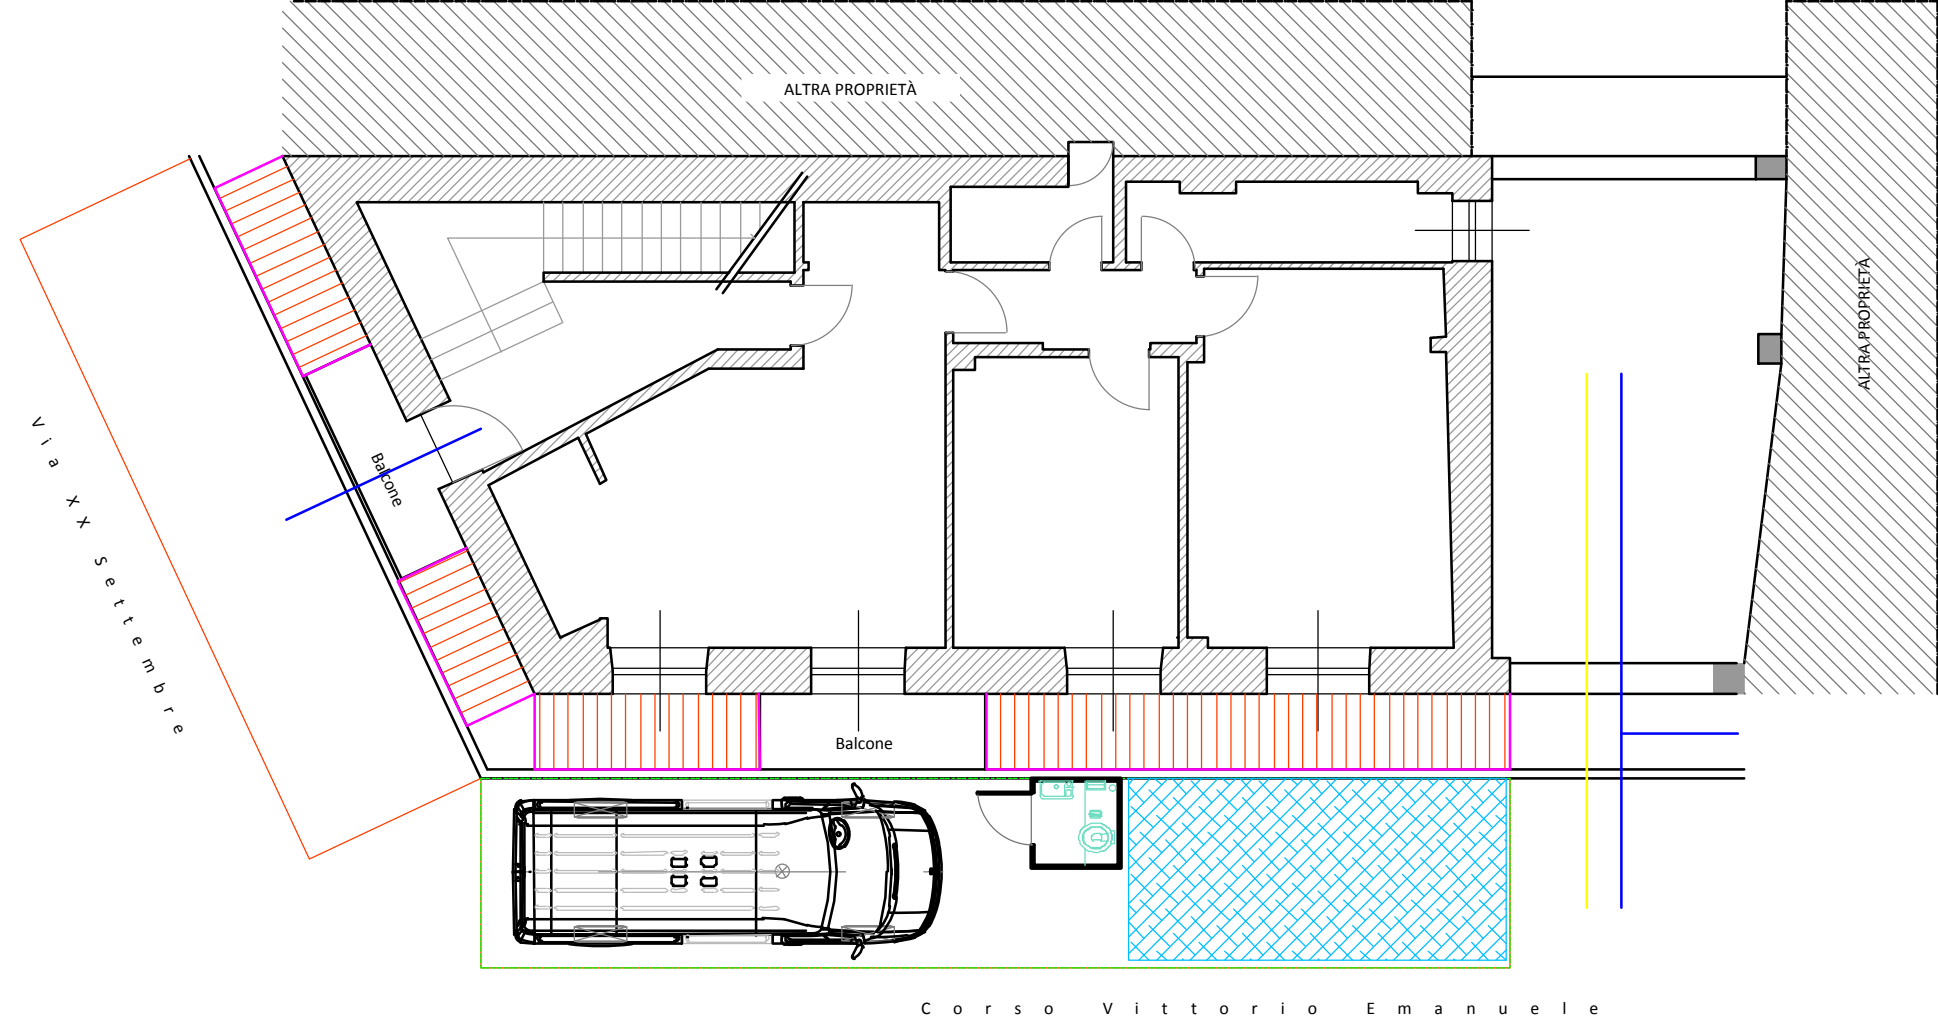 ALTRA PROPRIETÀ
ALTRA PROPRIETÀ
Via XX Settembre
Balcone
Balcone
Corso Vittorio Emanuele